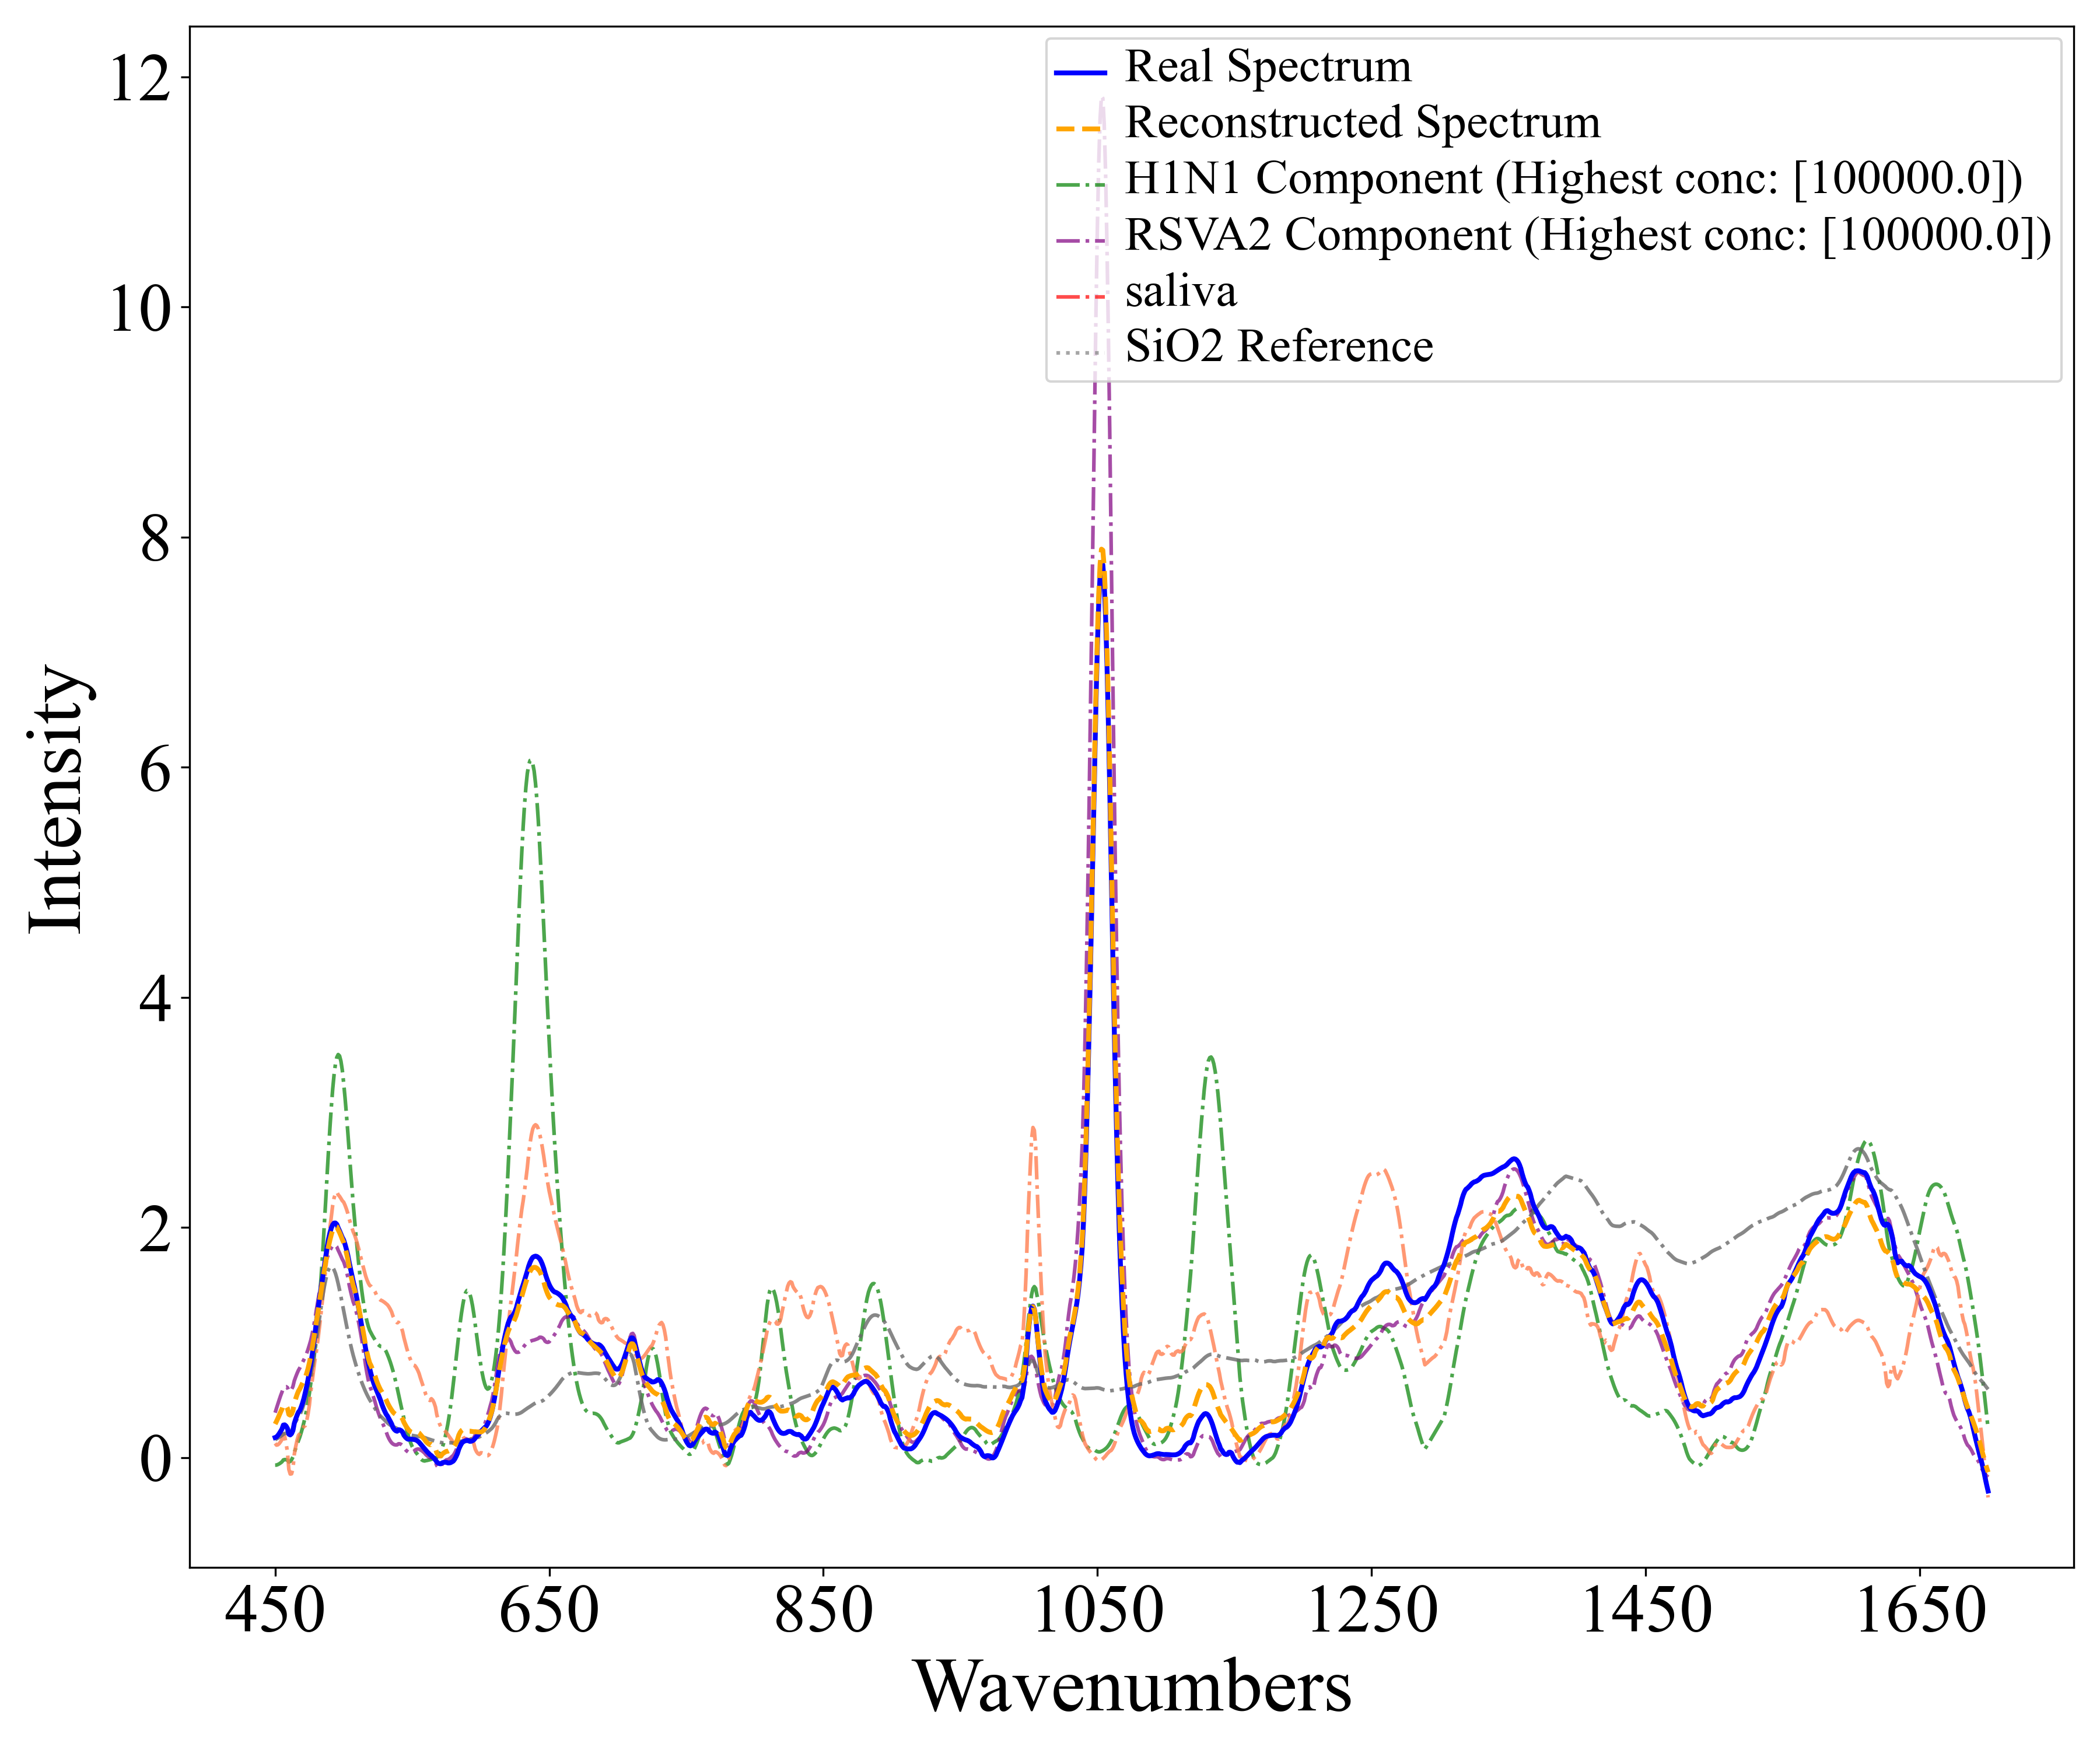 Real Spectrum
Reconstructed Spectrum
H1N1 Component (Highest conc: [100000.0])
RSVA2 Component (Highest conc: [100000.0])
saliva
SiO2 Reference
12
10
8
6
4
2
0
Intensity
450 650 850 1050 1250 1450 1650
Wavenumbers